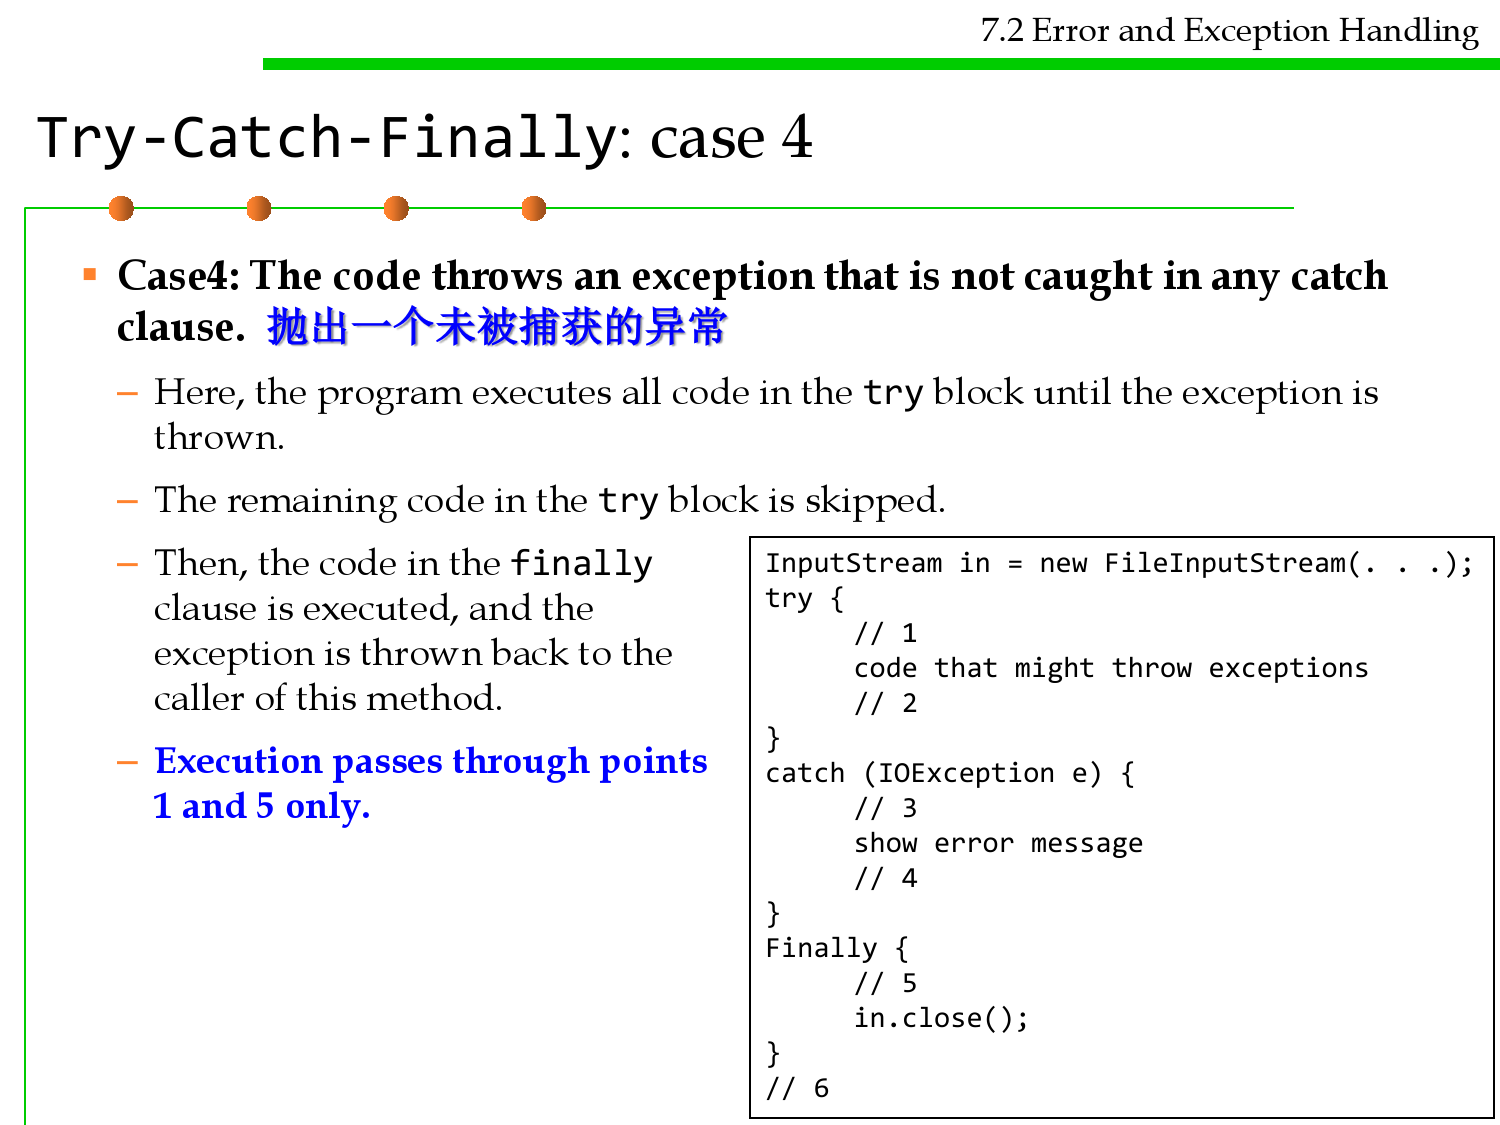 7.2 Error and Exception Handling
Try-Catch-Finally: case 4
▪ Case4: The code throws an exception that is not caught in any catch
clause. 抛出一个未被捕获的异常
– Here, the program executes all code in the try block until the exception is
thrown.
– The remaining code in the try block is skipped.
– Then, the code in the finally
clause is executed, and the
exception is thrown back to the
caller of this method.
– Execution passes through points
1 and 5 only.
InputStream in = new FileInputStream(. . .);
try {
// 1
code that might throw exceptions
// 2
}
catch (IOException e) {
// 3
show error message
// 4
}
Finally {
// 5
in.close();
}
// 6